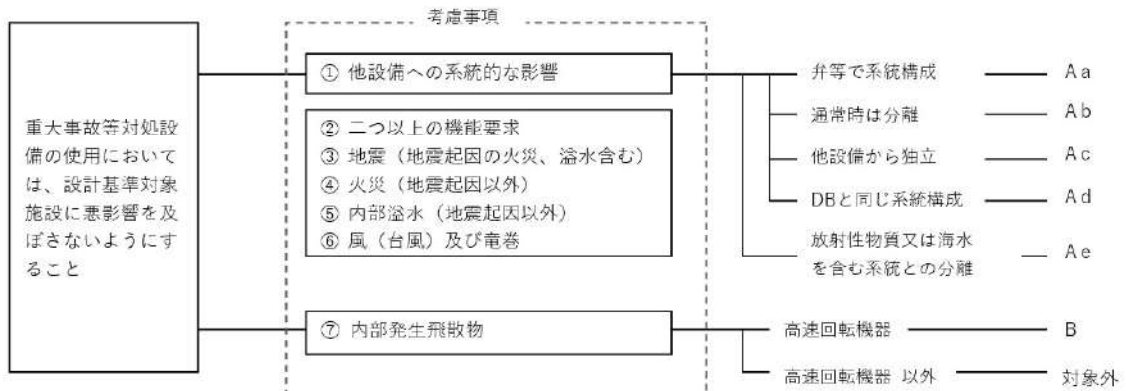 考慮事項
重大事故等対処設
備の使用において
は、設計基準対象
施設に悪影響を及
ぼさないようにす
ること
① 他設備への系統的な影響
② 二つ以上の機能要求
③ 地震（地震起因の火災、溢水含む）
④ 火災（地震起因以外）
⑤ 内部溢水（地震起因以外）
⑥ 風（台風）及び竜巻
⑦ 内部発生飛散物
弁等で系統構成 Aa
通常時は分離 Ab
他設備から独立 Ac
DBと同じ系統構成 Ad
放射性物質又は海水
を含む系統との分離 Ae
高速回転機器 B
高速回転機器 以外 対象外